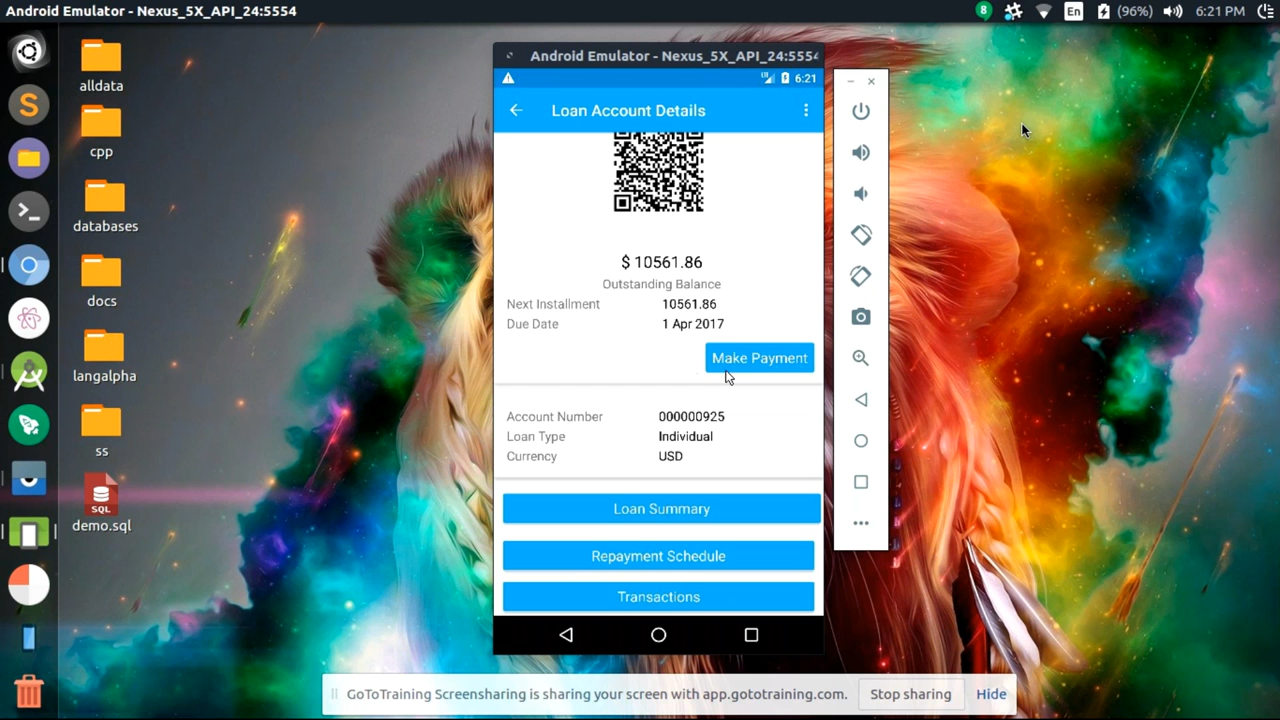 Android Emulator - Nexus_5X_API_24:5554
8 En (96%) 6:21 PM
alldata
cpp
databases
docs
langalpha
ss
SQL
demo.sql
Android Emulator - Nexus_5X_API_24:5554
LTE 6:21
Loan Account Details
$ 10561.86
Outstanding Balance
Next Installment 10561.86
Due Date 1 Apr 2017
Make Payment
Account Number 000000925
Loan Type Individual
Currency USD
Loan Summary
Repayment Schedule
Transactions
GoToTraining Screensharing is sharing your screen with app.gototraining.com. Stop sharing Hide